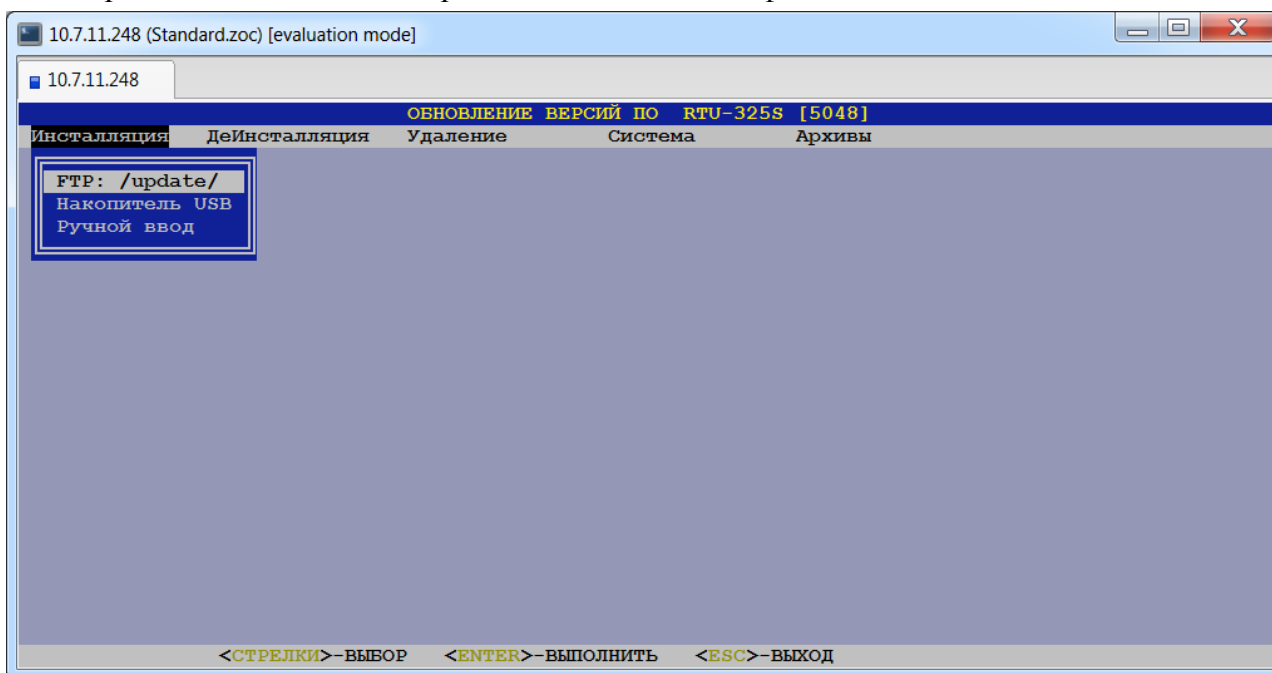 10.7.11.248 (Standard.zoc) [evaluation mode]
10.7.11.248
ОБНОВЛЕНИЕ ВЕРСИЙ ПО RTU-325S [5048]
Инсталляция ДеИнсталляция Удаление Система Архивы
FTP: /update/
Накопитель USB
Ручной ввод
<СТРЕЛКИ>-ВЫБОР <ENTER>-ВЫПОЛНИТЬ <ESC>-ВЫХОД